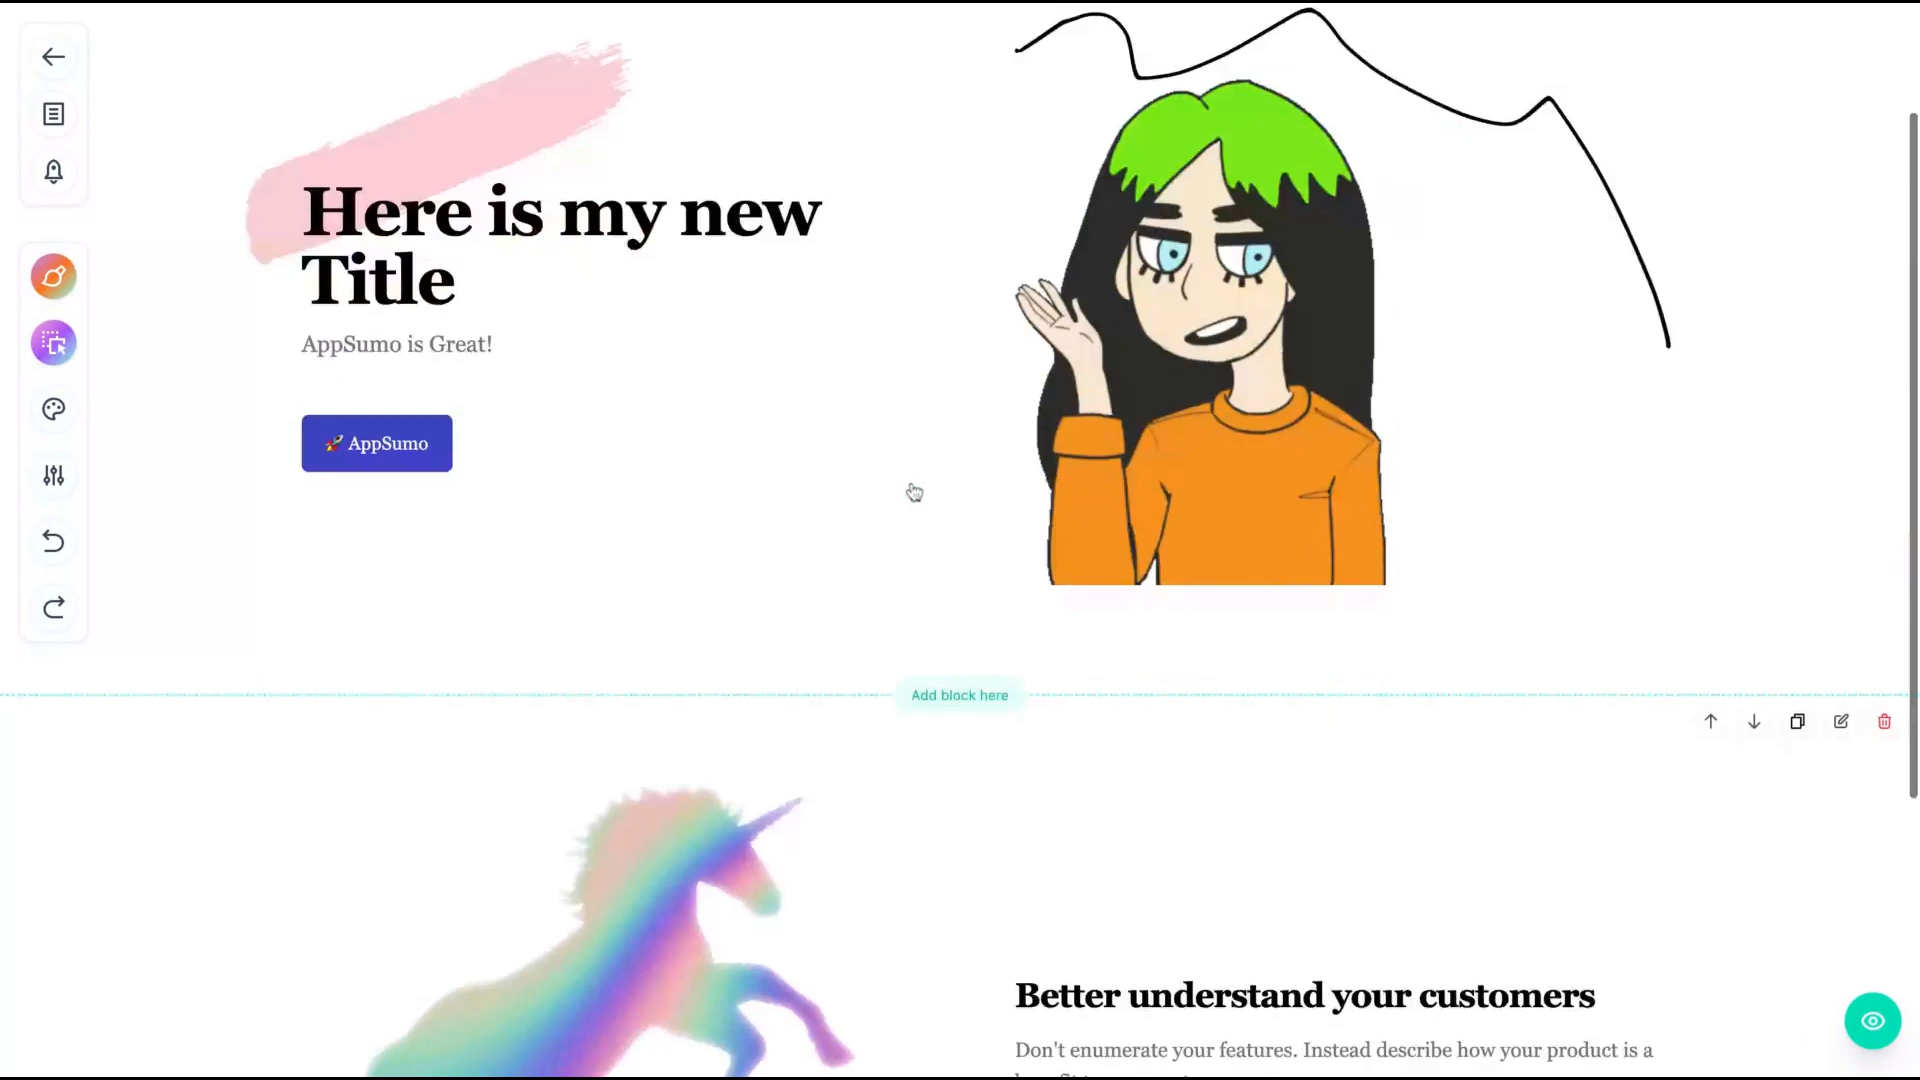 Here is my new
Title
AppSumo is Great!
🚀 AppSumo
Add block here
Better understand your customers
Don't enumerate your features. Instead describe how your product is a